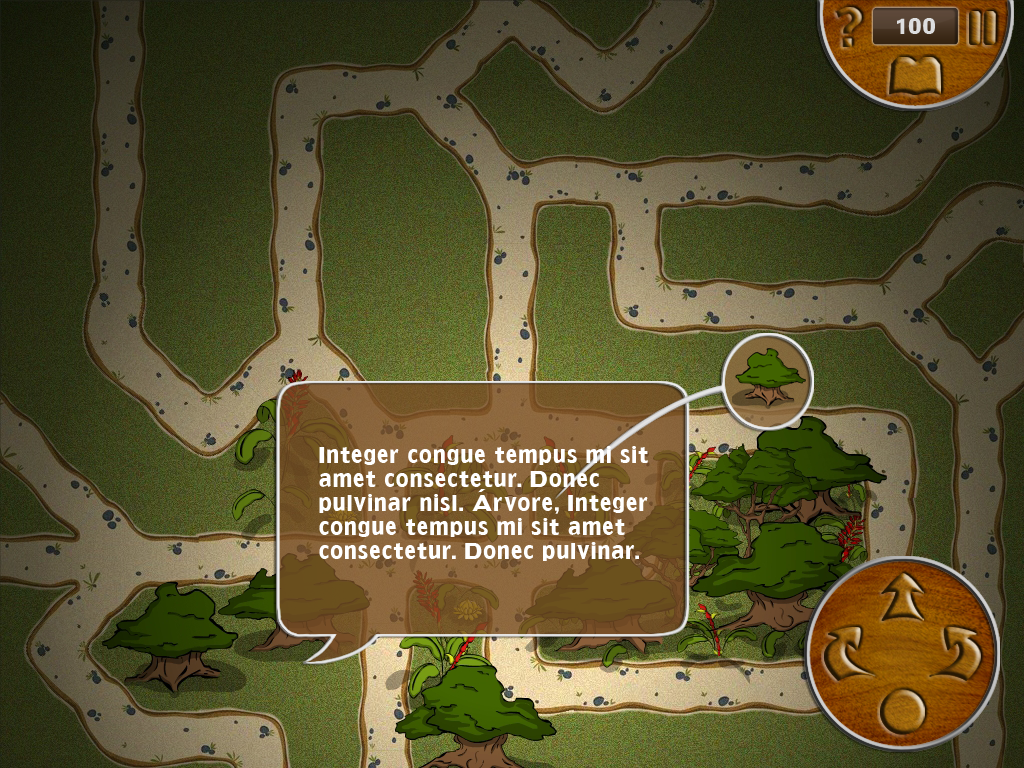 ?
100
Integer congue tempus mi sit
amet consectetur. Donec
pulvinar nisl. Árvore, Integer
congue tempus mi sit amet
consectetur. Donec pulvinar.